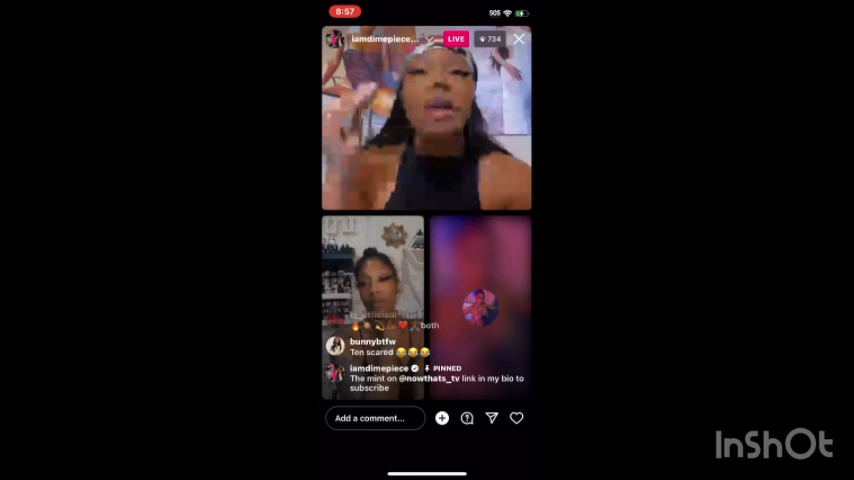 8:57
SOS
iamdimepiece...
LIVE
734
both
bunnybtfw
Ten scared 😂😂😂
iamdimepiece PINNED
The mint on @nowthats_tv link in my bio to
subscribe
Add a comment...
InShOt